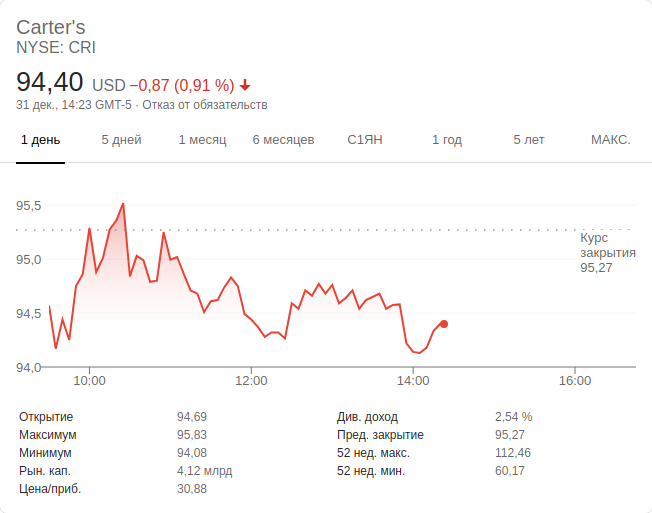 Carter's
NYSE: CRI
94,40 USD −0,87 (0,91 %)
31 дек., 14:23 GMT-5 · Отказ от обязательств
1 день 5 дней 1 месяц 6 месяцев С1ЯН 1 год 5 лет МАКС.
95,5
Курс
закрытия
95,27
95,0
94,5
94,0
10:00 12:00 14:00 16:00
Открытие 94,69 Див. доход 2,54 %
Максимум 95,83 Пред. закрытие 95,27
Минимум 94,08 52 нед. макс. 112,46
Рын. кап. 4,12 млрд 52 нед. мин. 60,17
Цена/приб. 30,88